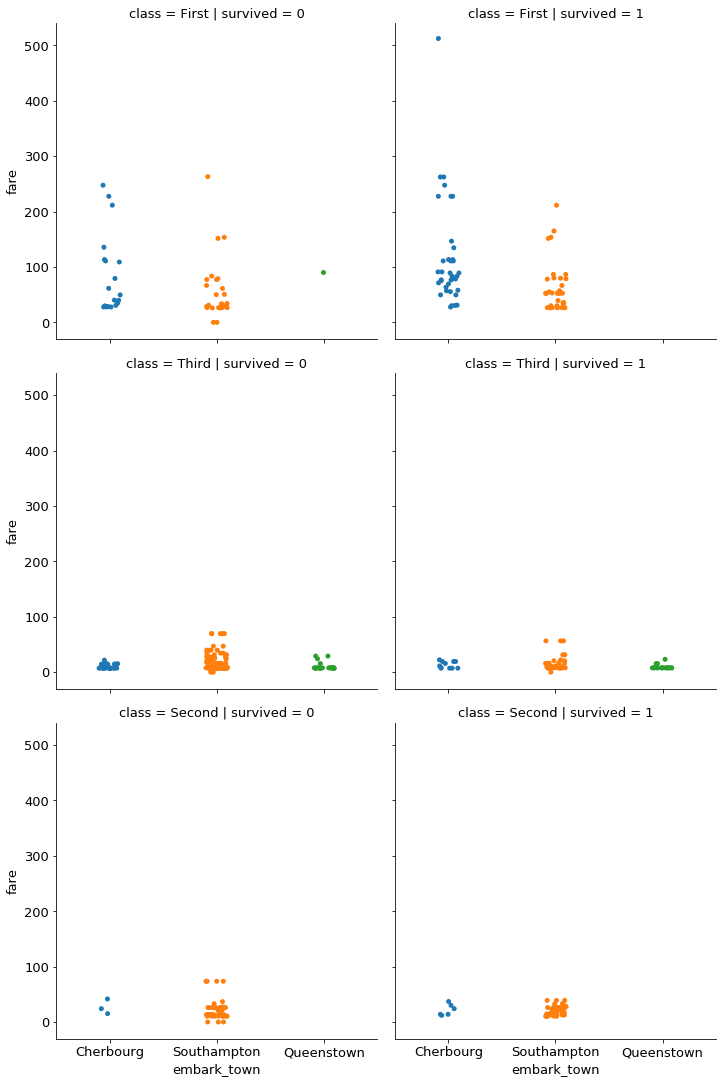 class = First | survived = 0
class = First | survived = 1
500
400
300
200
100
0
fare
class = Third | survived = 0
class = Third | survived = 1
500
400
300
200
100
0
fare
class = Second | survived = 0
class = Second | survived = 1
500
400
300
200
100
0
fare
Cherbourg Southampton Queenstown
Cherbourg Southampton Queenstown
embark_town
embark_town